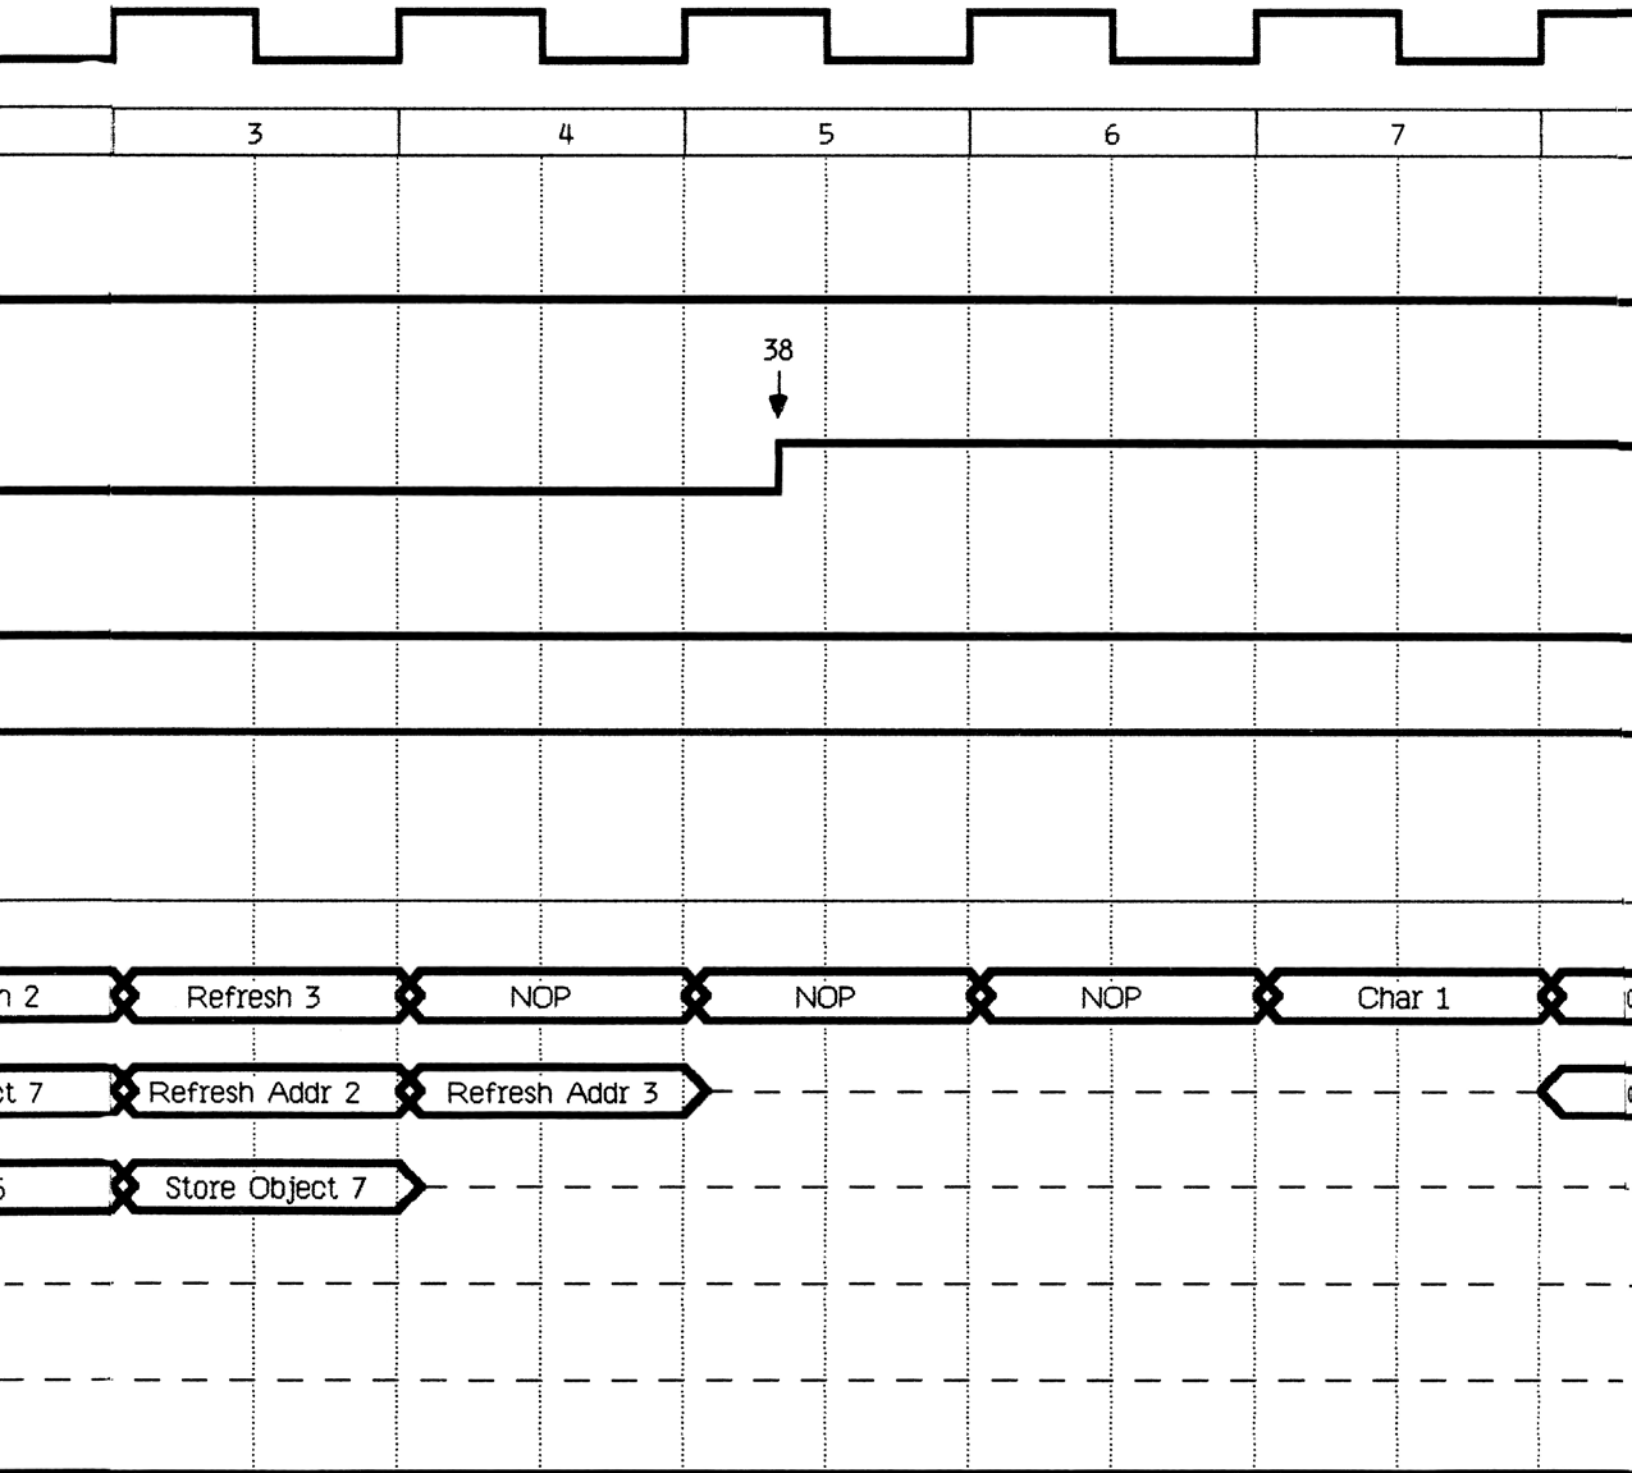 3 4 5 6 7
38
2 Refresh 3 NOP NOP NOP Char 1
7 Refresh Addr 2 Refresh Addr 3
Store Object 7